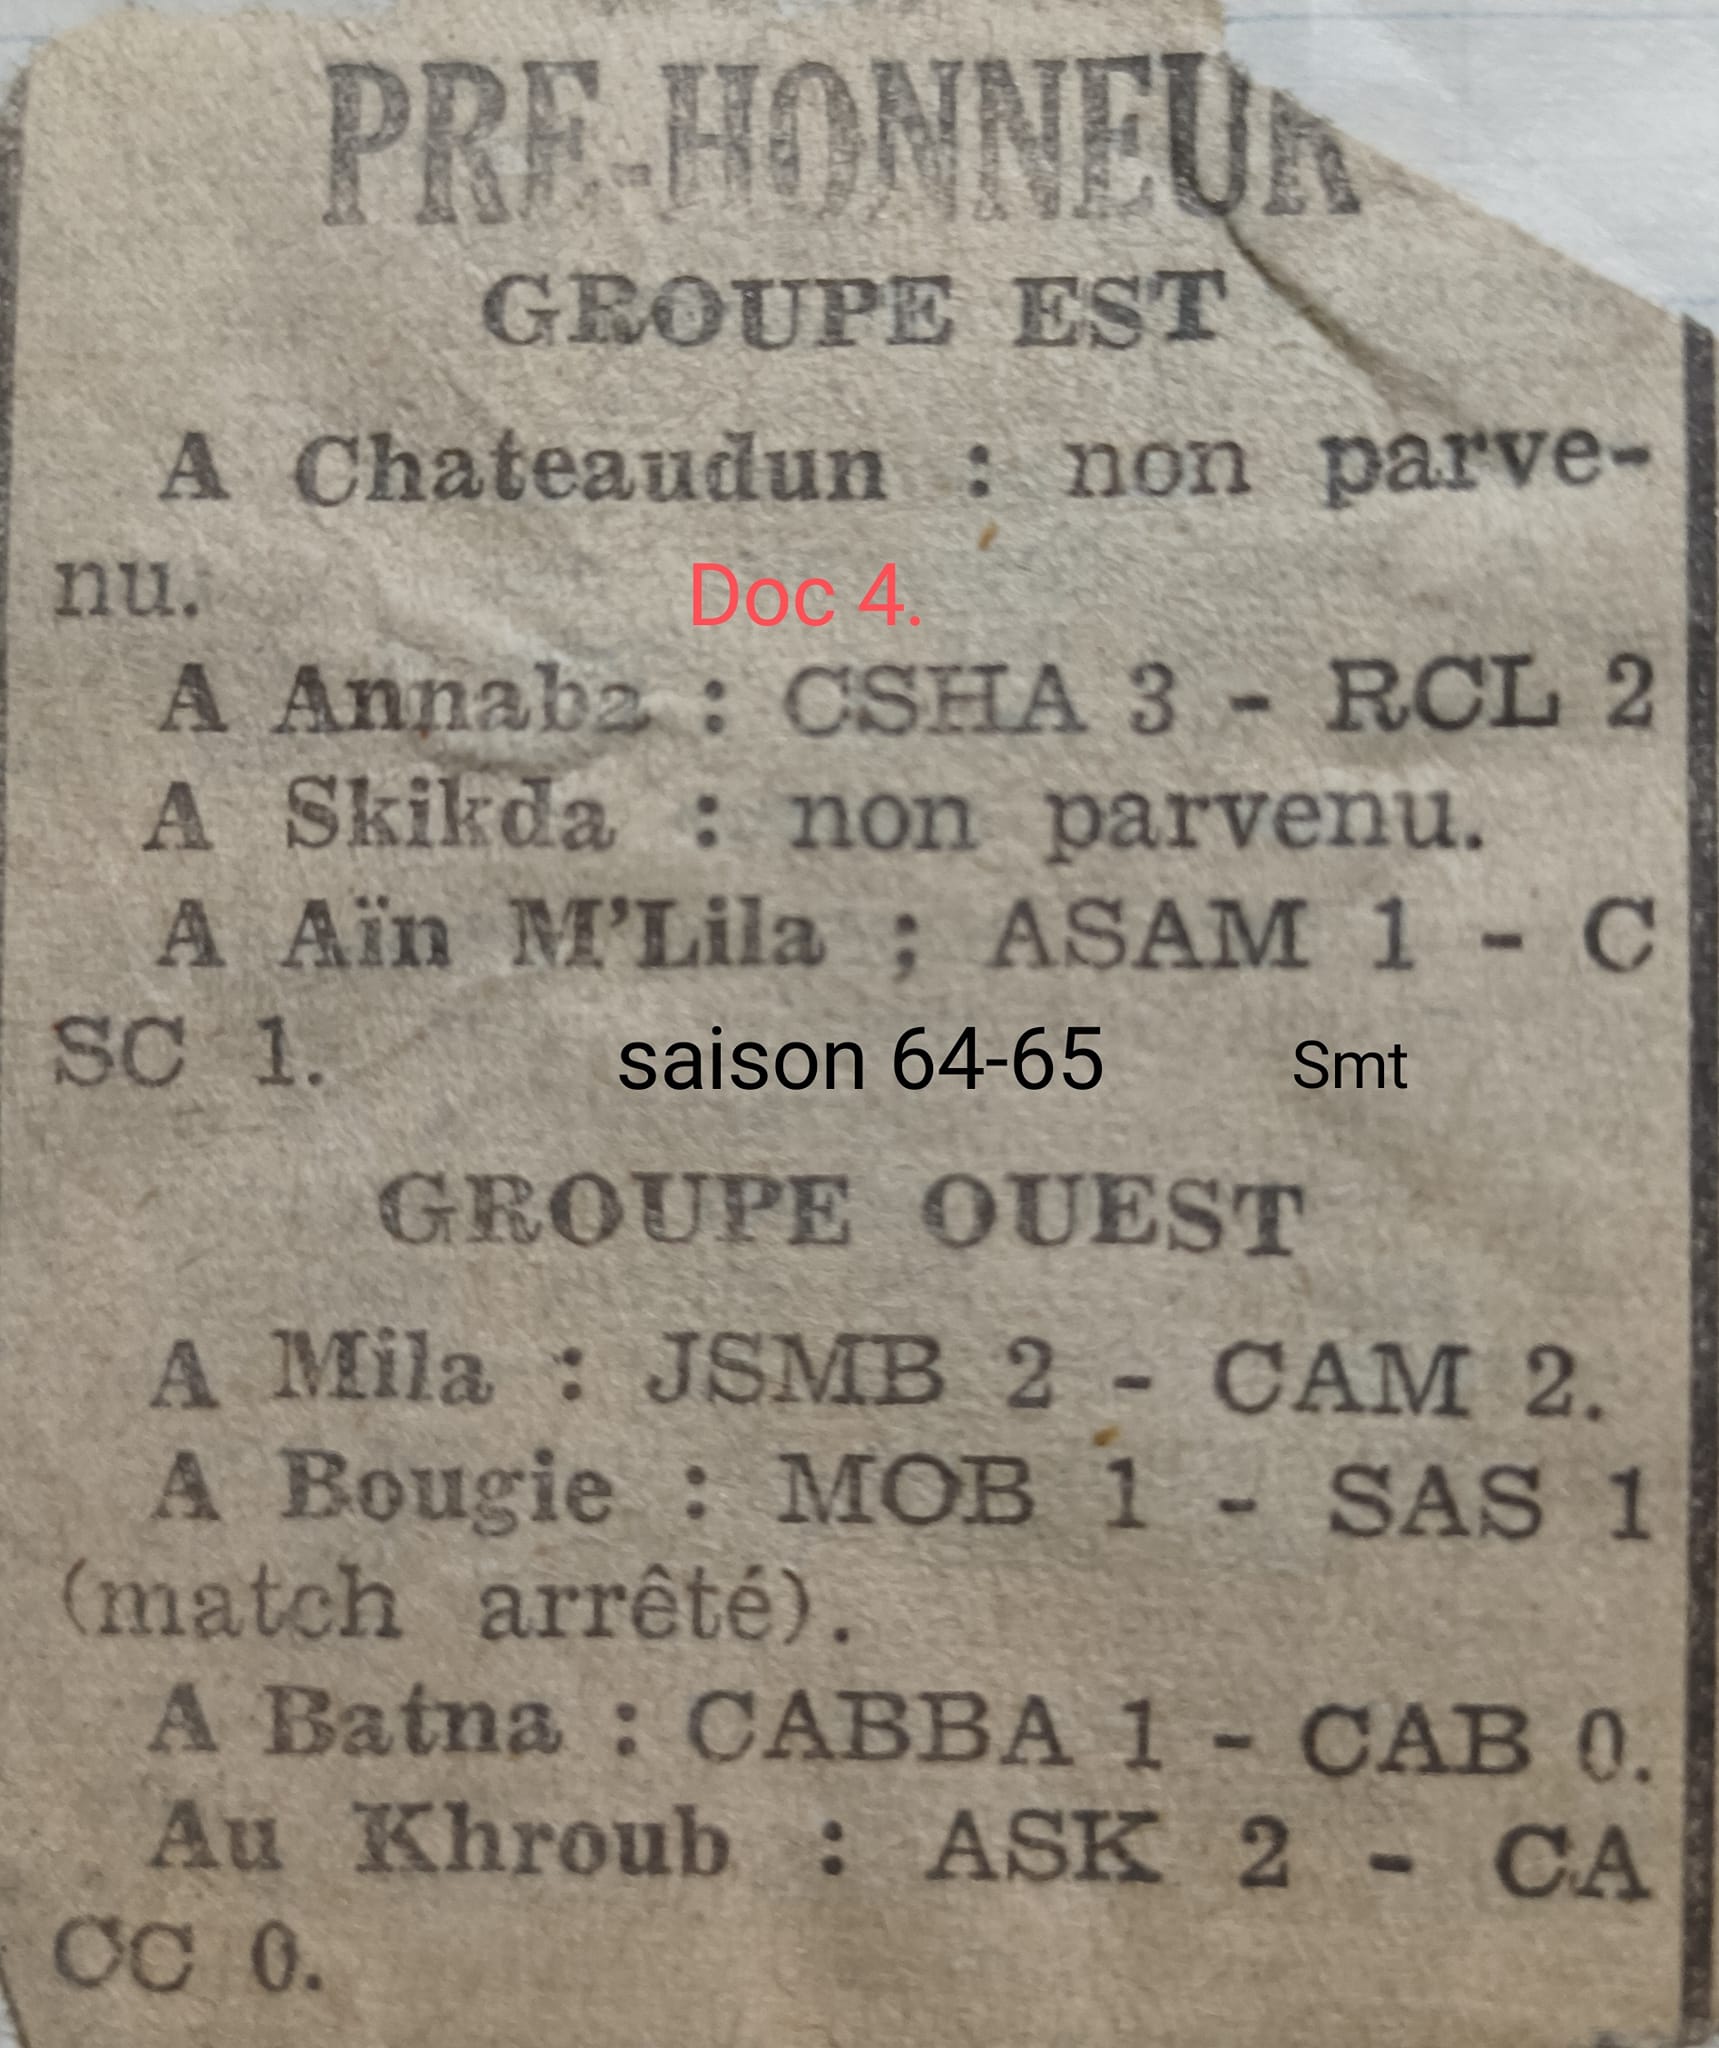 PRE-HONNEUR
GROUPE EST
A Chateaudun : non parve-
nu.
Doc 4.
A Annaba : CSHA 3 - RCL 2
A Skikda : non parvenu.
A Aïn M'Lila ; ASAM 1 - C
SC 1.
saison 64-65 Smt
GROUPE OUEST
A Mila : JSMB 2 - CAM 2.
A Bougie : MOB 1 - SAS 1
(match arrêté).
A Batna : CABBA 1 - CAB 0.
Au Khroub : ASK 2 - CA
CC 0.